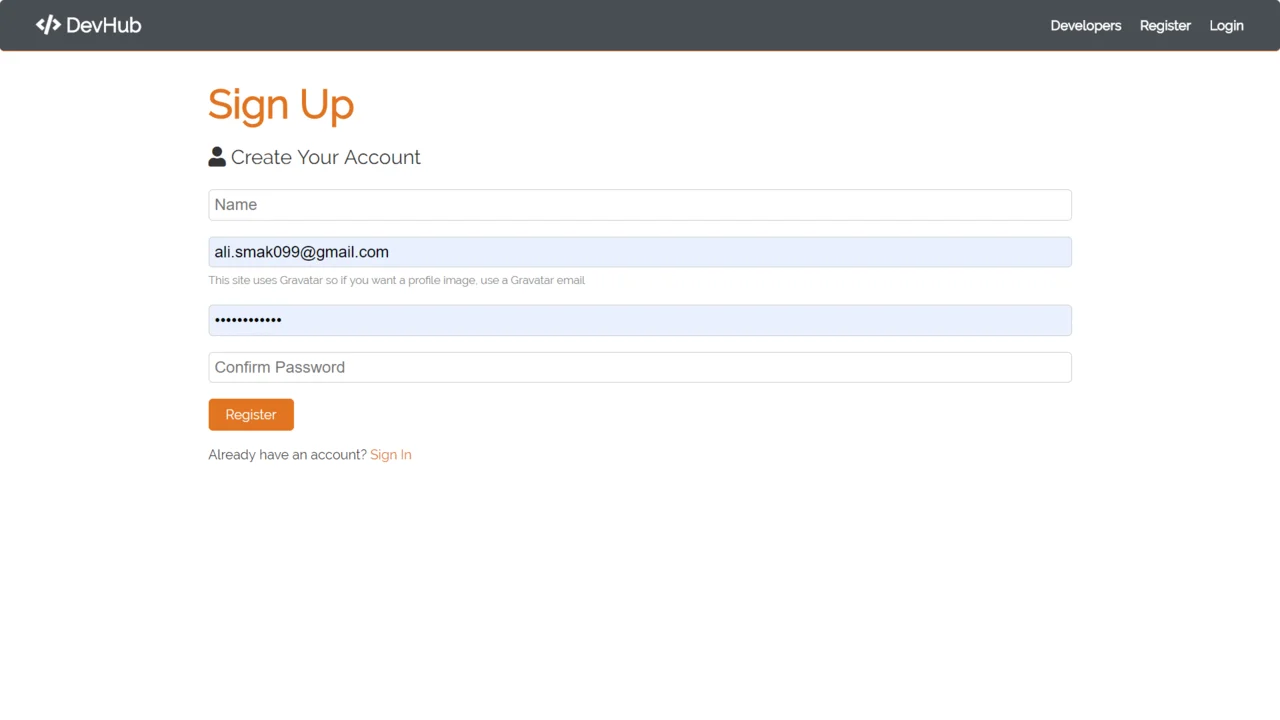 DevHub
Developers Register Login
Sign Up
Create Your Account
Name
ali.smak099@gmail.com
This site uses Gravatar so if you want a profile image, use a Gravatar email
••••••••••••
Confirm Password
Register
Already have an account? Sign In